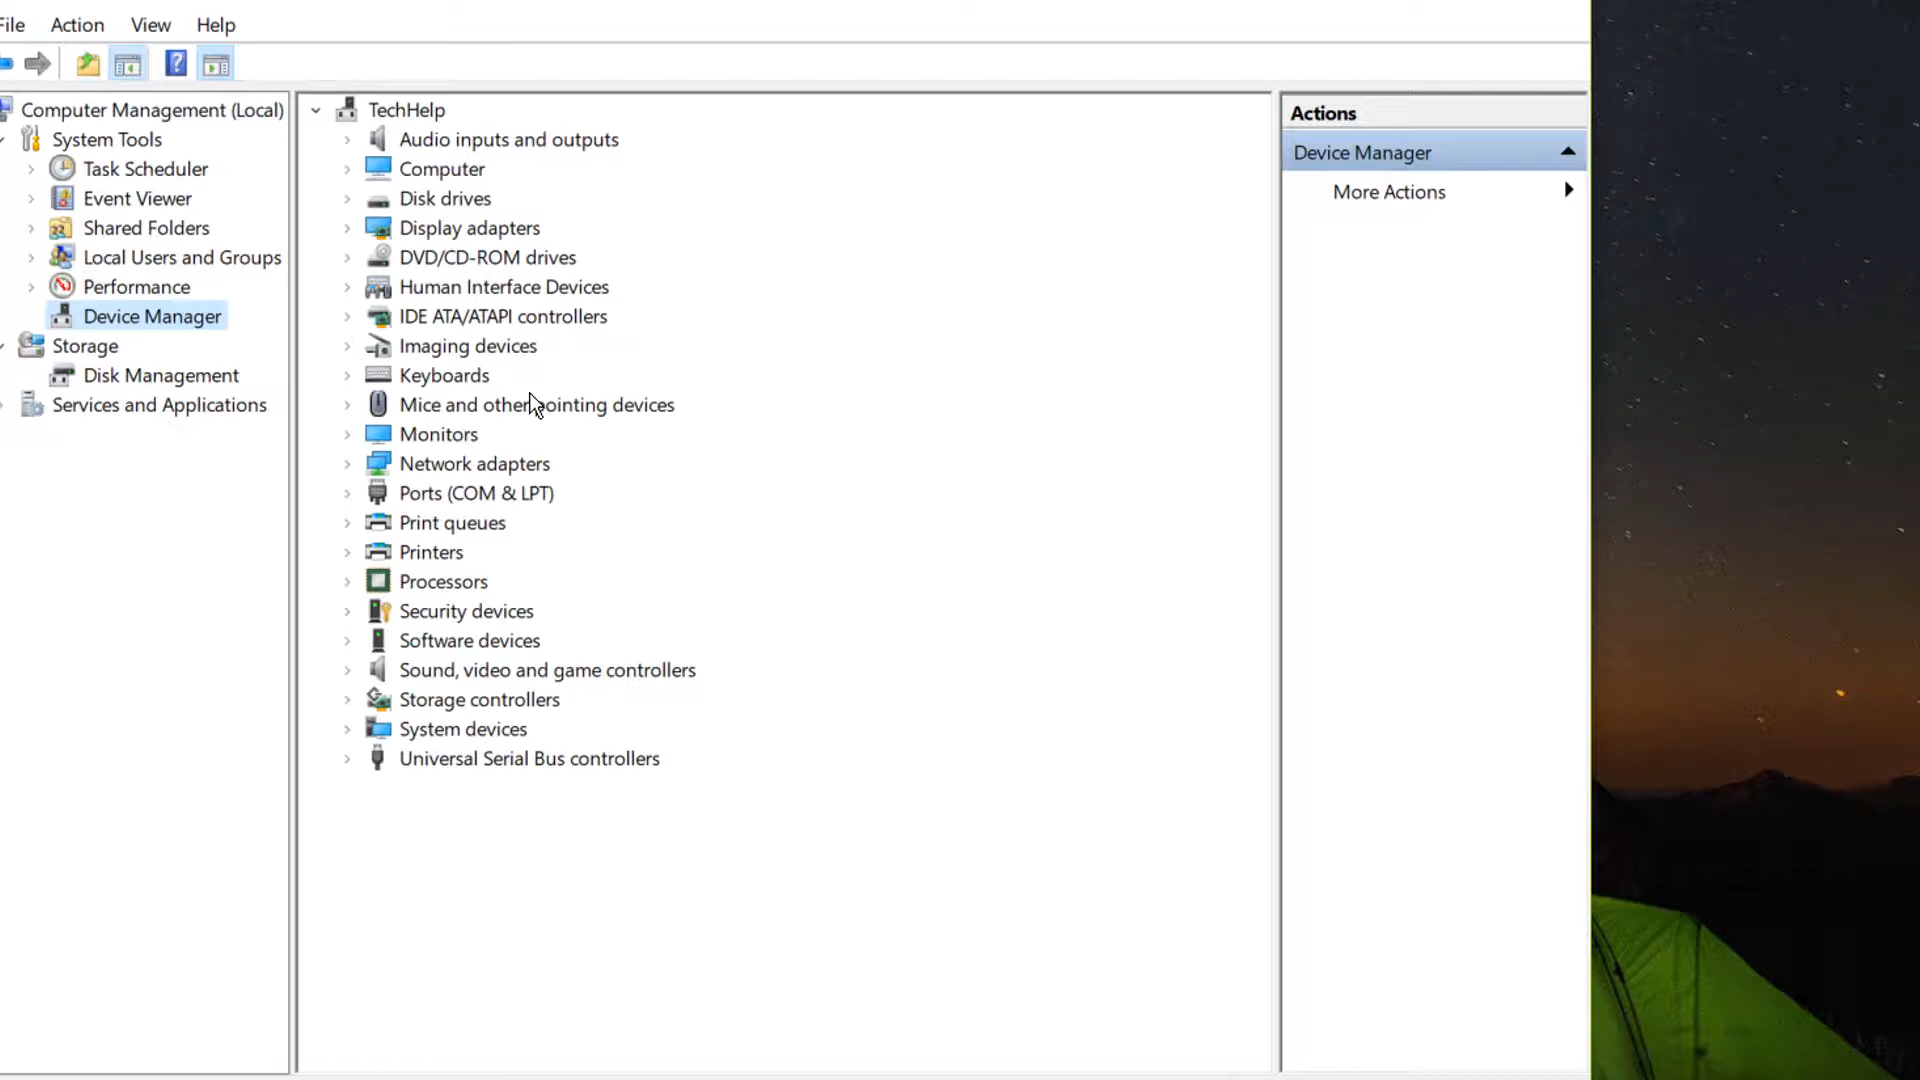 File Action View Help
Computer Management (Local)
System Tools
Task Scheduler
Event Viewer
Shared Folders
Local Users and Groups
Performance
Device Manager
Storage
Disk Management
Services and Applications
TechHelp
Audio inputs and outputs
Computer
Disk drives
Display adapters
DVD/CD-ROM drives
Human Interface Devices
IDE ATA/ATAPI controllers
Imaging devices
Keyboards
Mice and other pointing devices
Monitors
Network adapters
Ports (COM & LPT)
Print queues
Printers
Processors
Security devices
Software devices
Sound, video and game controllers
Storage controllers
System devices
Universal Serial Bus controllers
Actions
Device Manager
More Actions